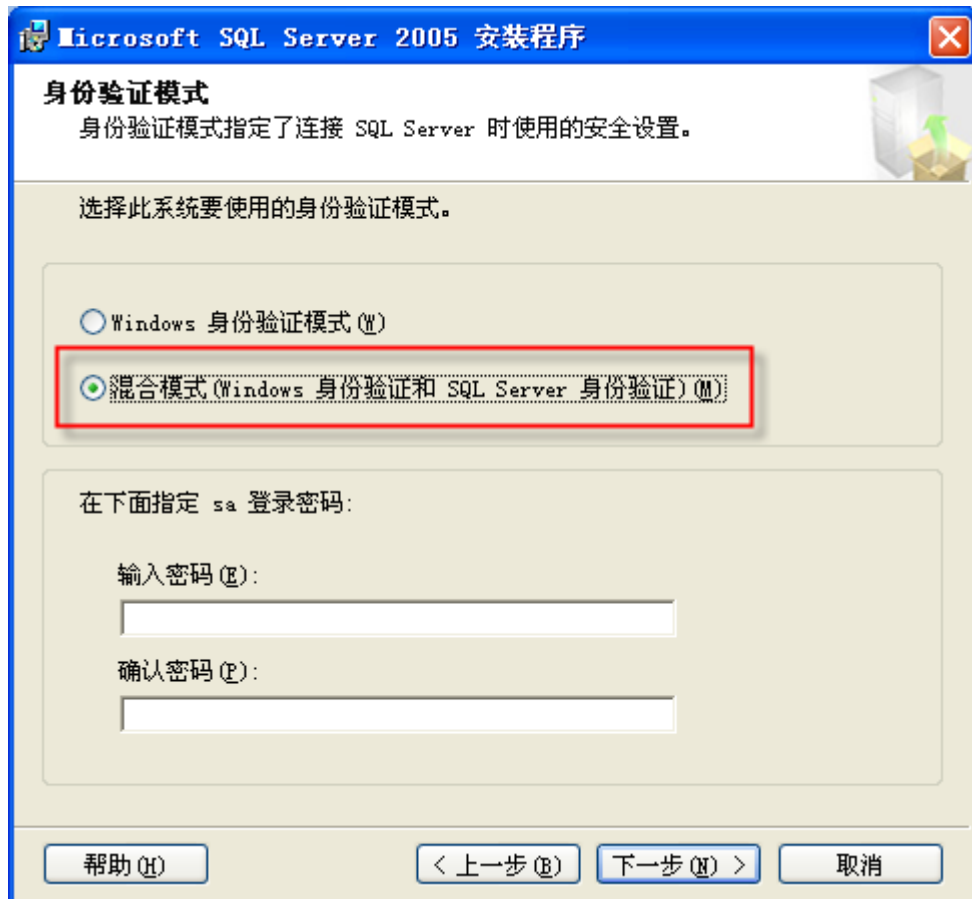 Microsoft SQL Server 2005 安装程序
身份验证模式
身份验证模式指定了连接 SQL Server 时使用的安全设置。
选择此系统要使用的身份验证模式。
Windows 身份验证模式(W)
混合模式(Windows 身份验证和 SQL Server 身份验证)(M)
在下面指定 sa 登录密码:
输入密码(E):
确认密码(P):
帮助(H)
< 上一步(B)
下一步(N) >
取消